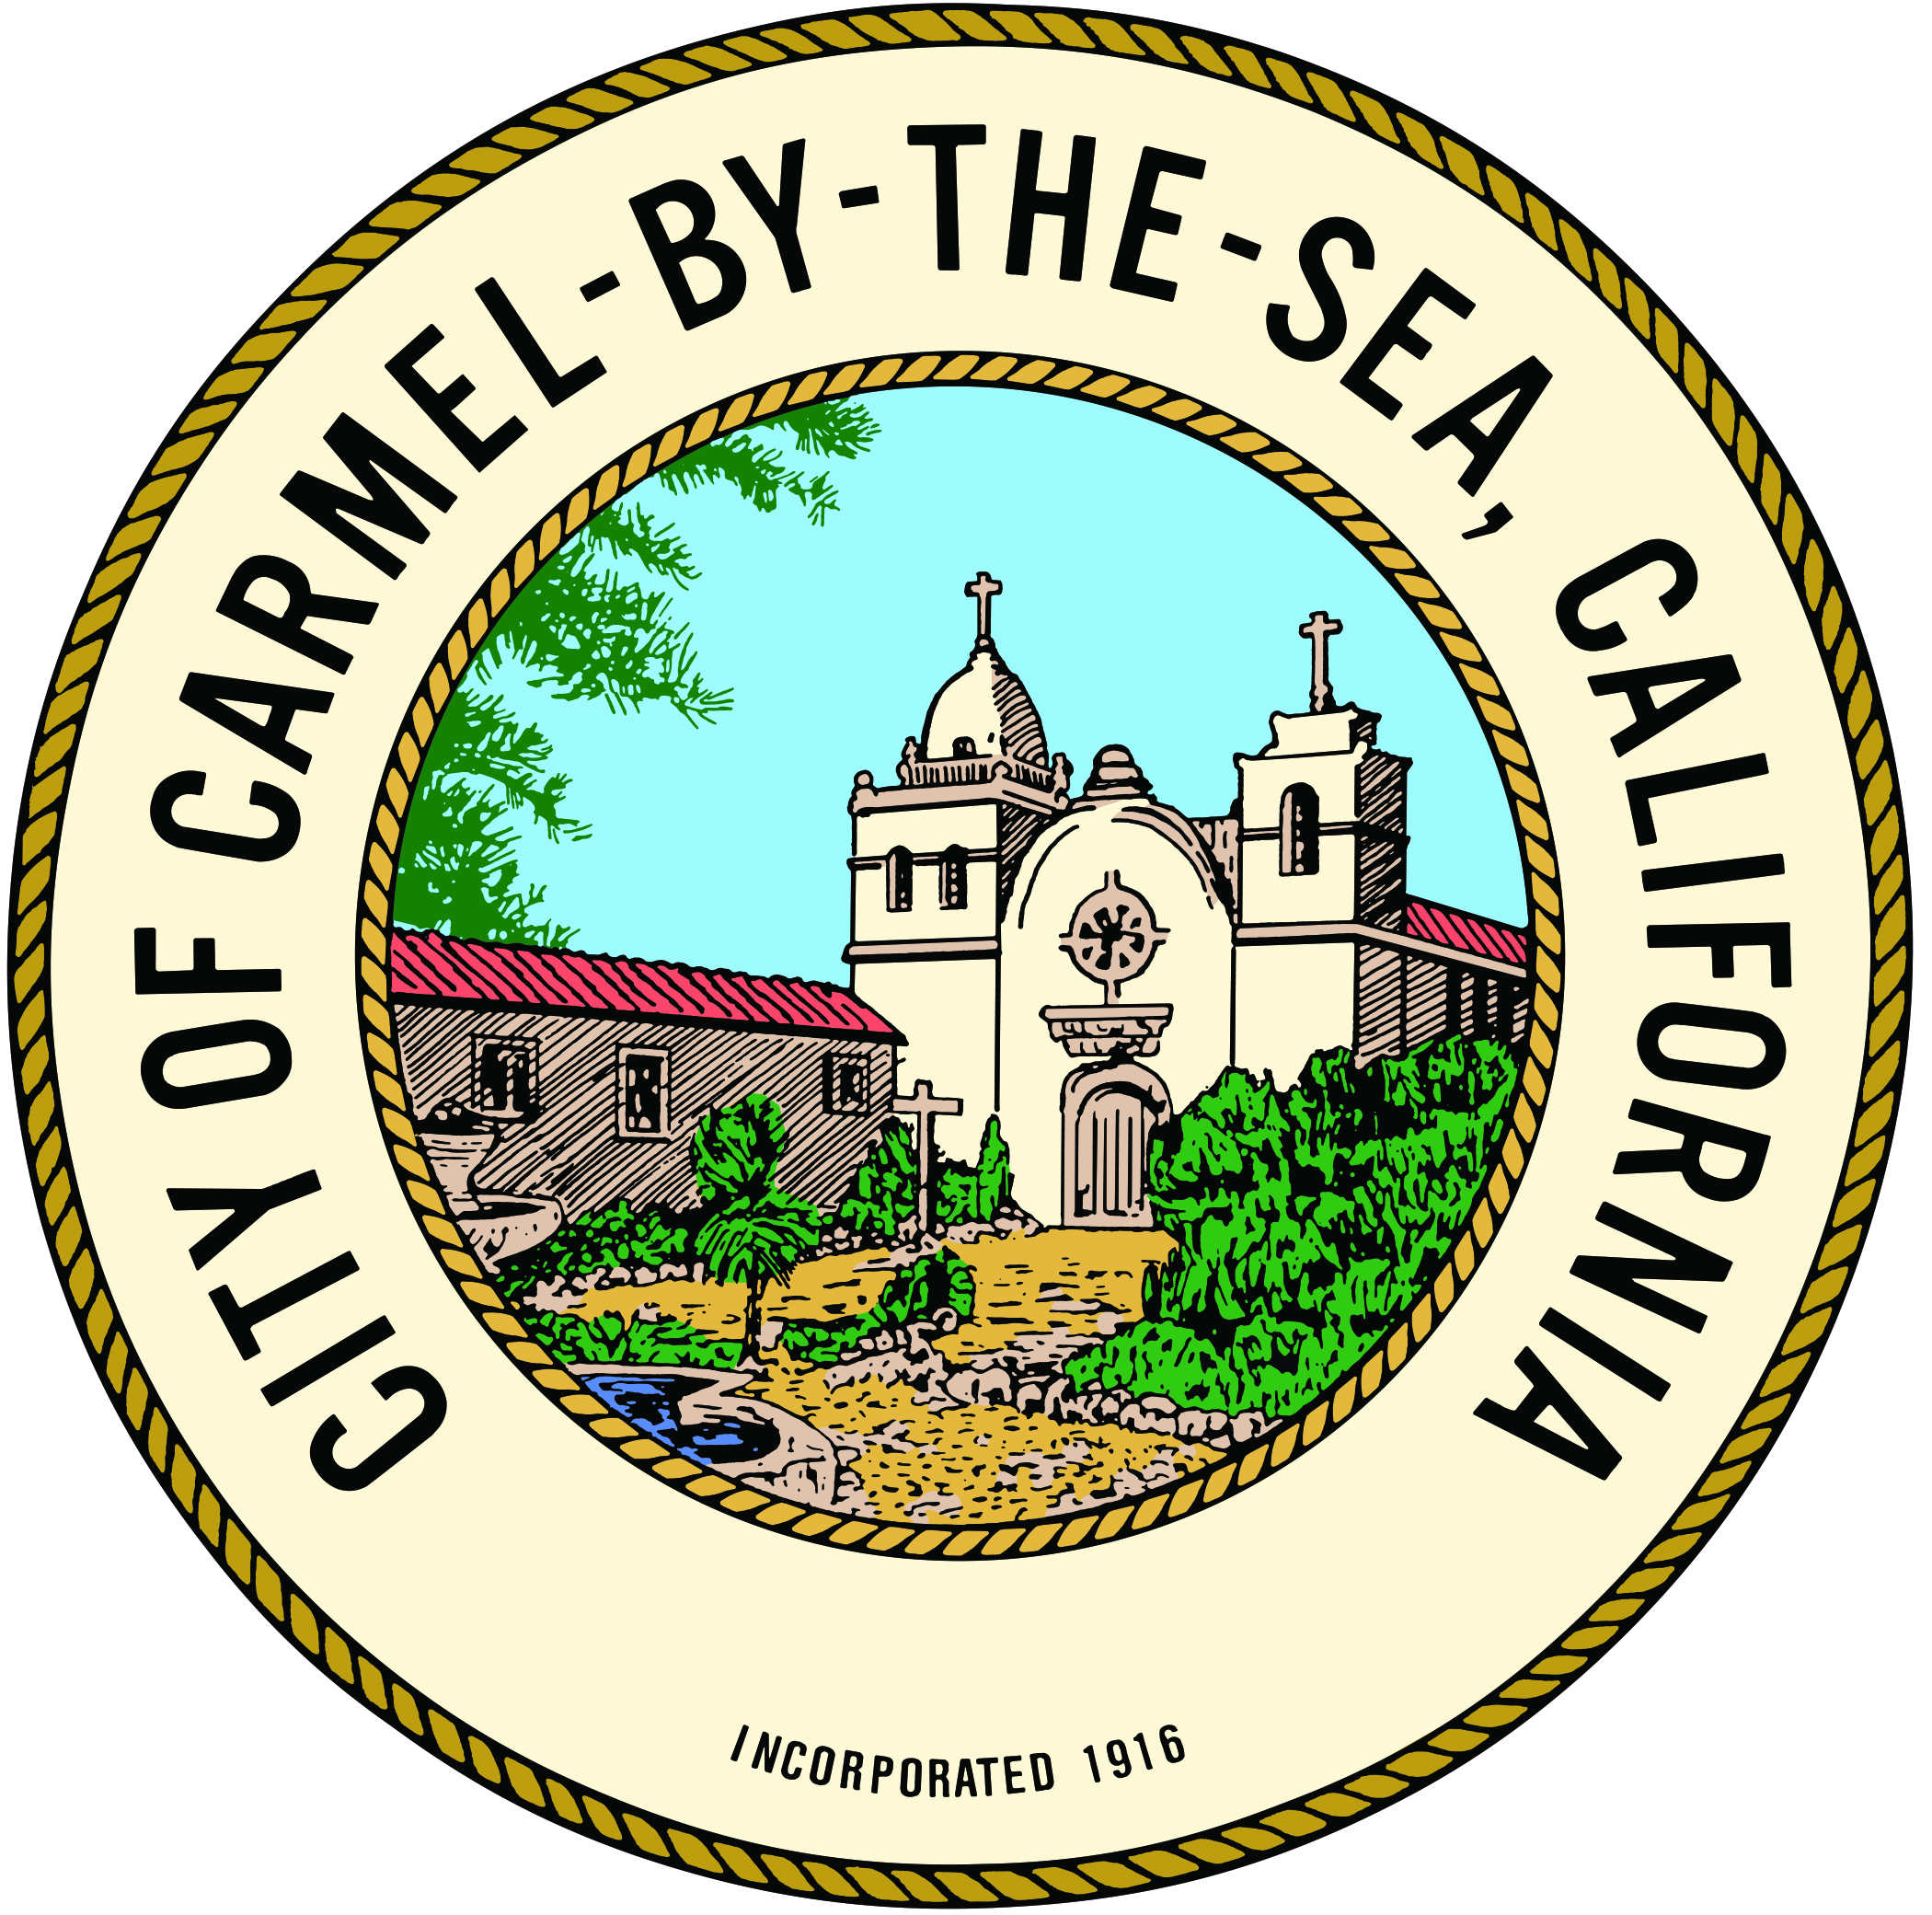 CITY OF CARMEL-BY-THE-SEA, CALIFORNIA
INCORPORATED 1916